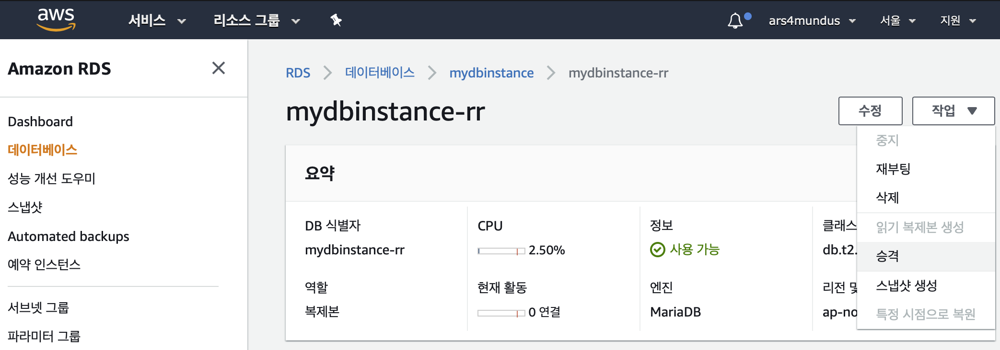 aws 서비스 리소스 그룹 ars4mundus 서울 지원
Amazon RDS
Dashboard
데이터베이스
성능 개선 도우미
스냅샷
Automated backups
예약 인스턴스
서브넷 그룹
파라미터 그룹
RDS 데이터베이스 mydbinstance mydbinstance-rr
mydbinstance-rr
수정 작업
중지
재부팅
삭제
읽기 복제본 생성
승격
스냅샷 생성
특정 시점으로 복원
요약
DB 식별자
mydbinstance-rr
역할
복제본
CPU
2.50%
현재 활동
0 연결
정보
사용 가능
엔진
MariaDB
클래스
db.t2.
리전 및
ap-no